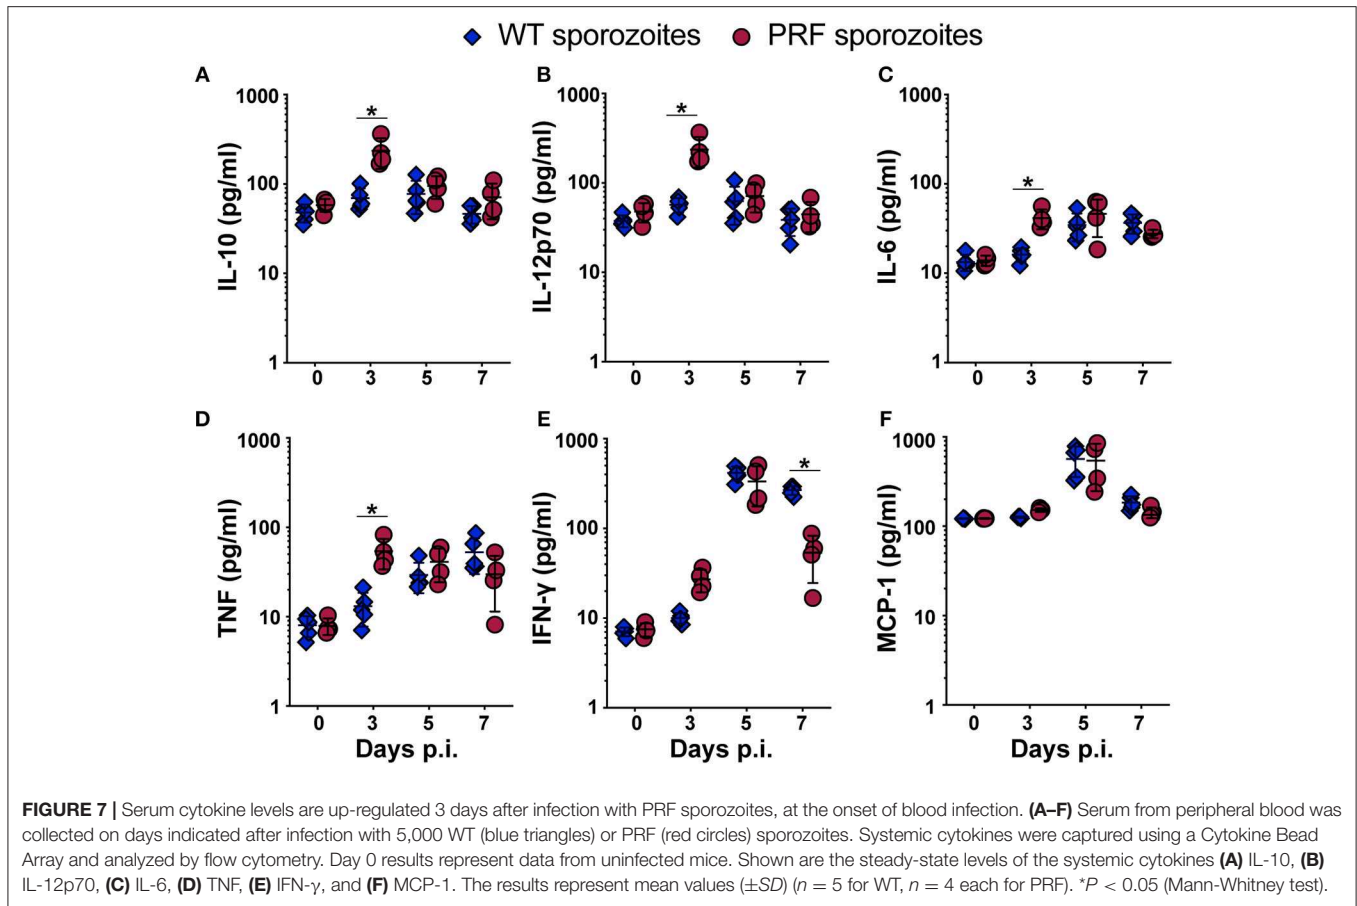 WT sporozoites PRF sporozoites
A
B
C
1000
100
10
1
IL-10 (pg/ml)
*
0 3 5 7
1000
100
10
1
IL-12p70 (pg/ml)
*
0 3 5 7
1000
100
10
1
IL-6 (pg/ml)
*
0 3 5 7
D
E
F
1000
100
10
1
TNF (pg/ml)
*
0 3 5 7
Days p.i.
1000
100
10
1
IFN-γ (pg/ml)
*
0 3 5 7
Days p.i.
1000
100
10
1
MCP-1 (pg/ml)
0 3 5 7
Days p.i.
FIGURE 7 | Serum cytokine levels are up-regulated 3 days after infection with PRF sporozoites, at the onset of blood infection. (A–F) Serum from peripheral blood was
collected on days indicated after infection with 5,000 WT (blue triangles) or PRF (red circles) sporozoites. Systemic cytokines were captured using a Cytokine Bead
Array and analyzed by flow cytometry. Day 0 results represent data from uninfected mice. Shown are the steady-state levels of the systemic cytokines (A) IL-10, (B)
IL-12p70, (C) IL-6, (D) TNF, (E) IFN-γ, and (F) MCP-1. The results represent mean values (±SD) (n = 5 for WT, n = 4 each for PRF). *P < 0.05 (Mann-Whitney test).